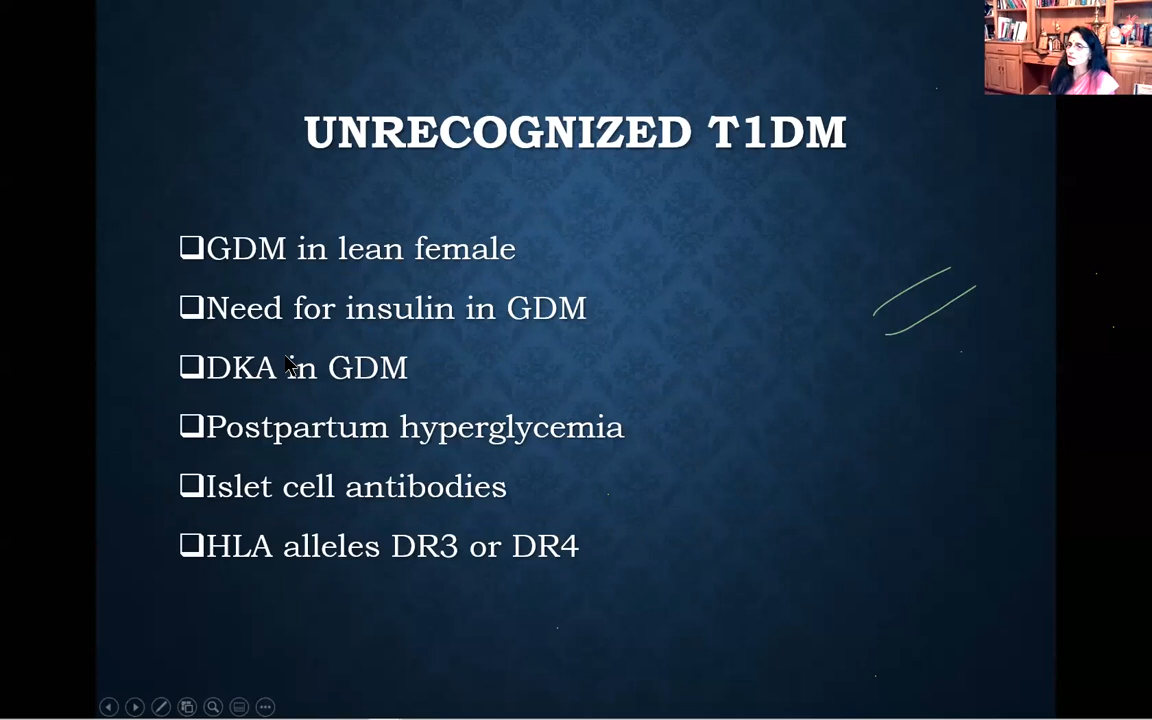 UNRECOGNIZED T1DM
❑GDM in lean female
❑Need for insulin in GDM
❑DKA in GDM
❑Postpartum hyperglycemia
❑Islet cell antibodies
❑HLA alleles DR3 or DR4